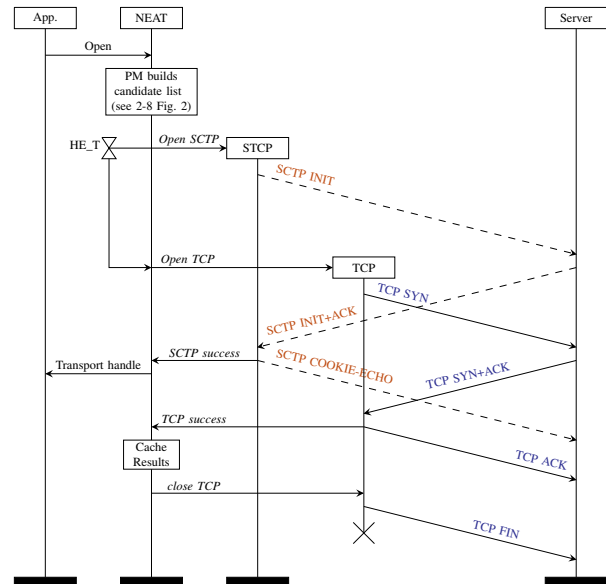 App.
NEAT
Server
Open
PM builds
candidate list
(see 2-8 Fig. 2)
HE_T
Open SCTP
STCP
SCTP INIT
Open TCP
TCP
TCP SYN
SCTP INIT+ACK
SCTP success
SCTP COOKIE-ECHO
Transport handle
TCP SYN+ACK
TCP success
Cache
Results
TCP ACK
close TCP
TCP FIN